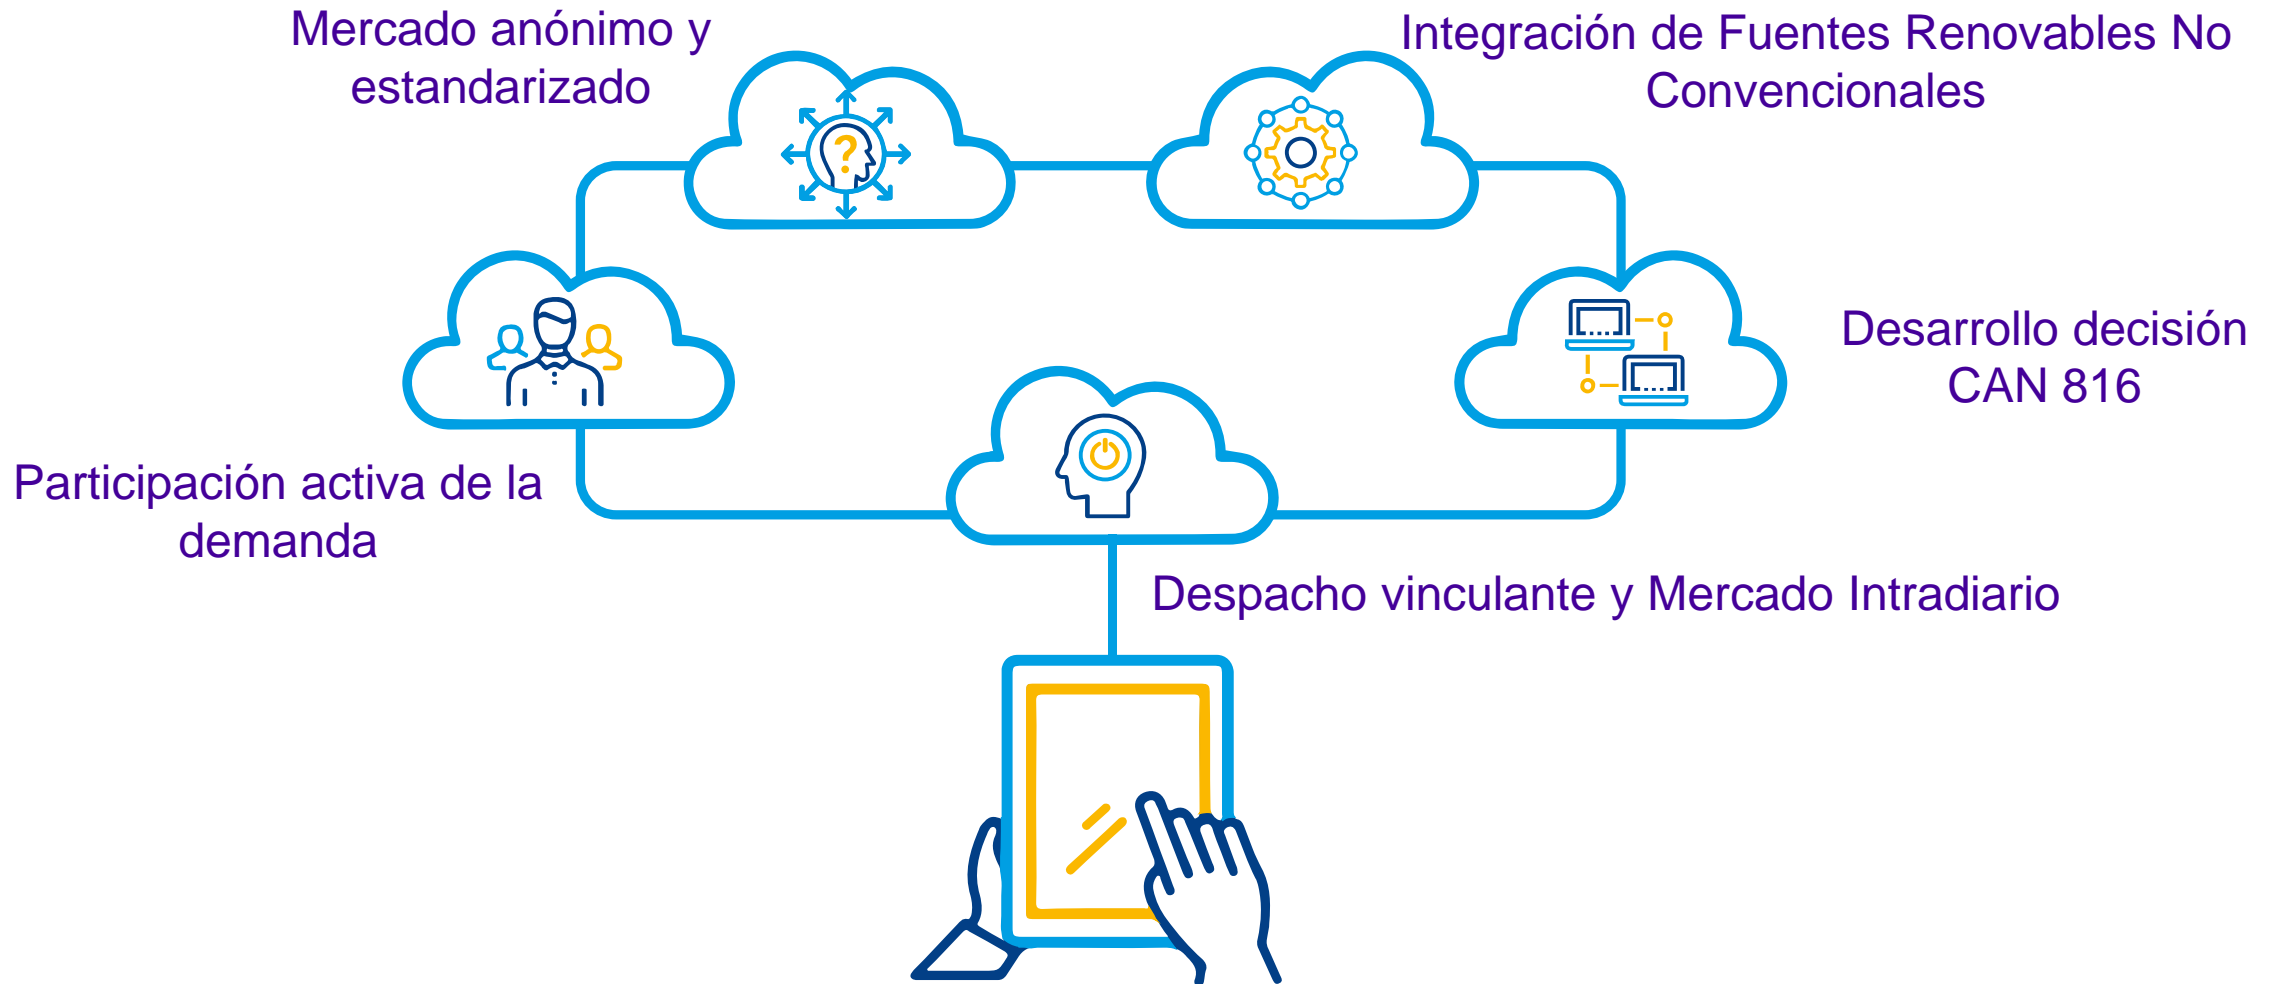 Mercado anónimo y
estandarizado
Integración de Fuentes Renovables No
Convencionales
Desarrollo decisión
CAN 816
Participación activa de la
demanda
Despacho vinculante y Mercado Intradiario